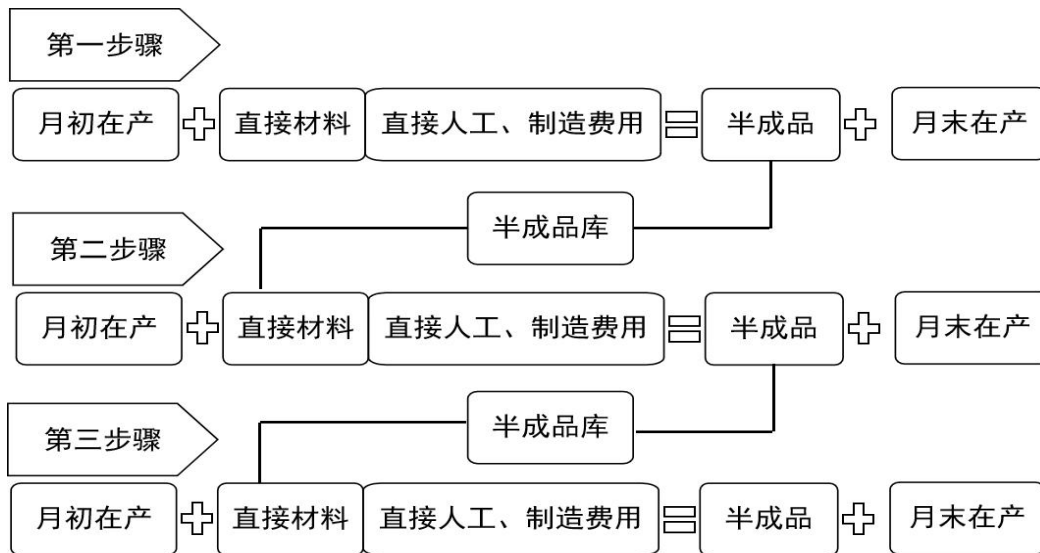 第一步骤
月初在产 直接材料 直接人工、制造费用 半成品 月末在产
半成品库
第二步骤
月初在产 直接材料 直接人工、制造费用 半成品 月末在产
半成品库
第三步骤
月初在产 直接材料 直接人工、制造费用 半成品 月末在产